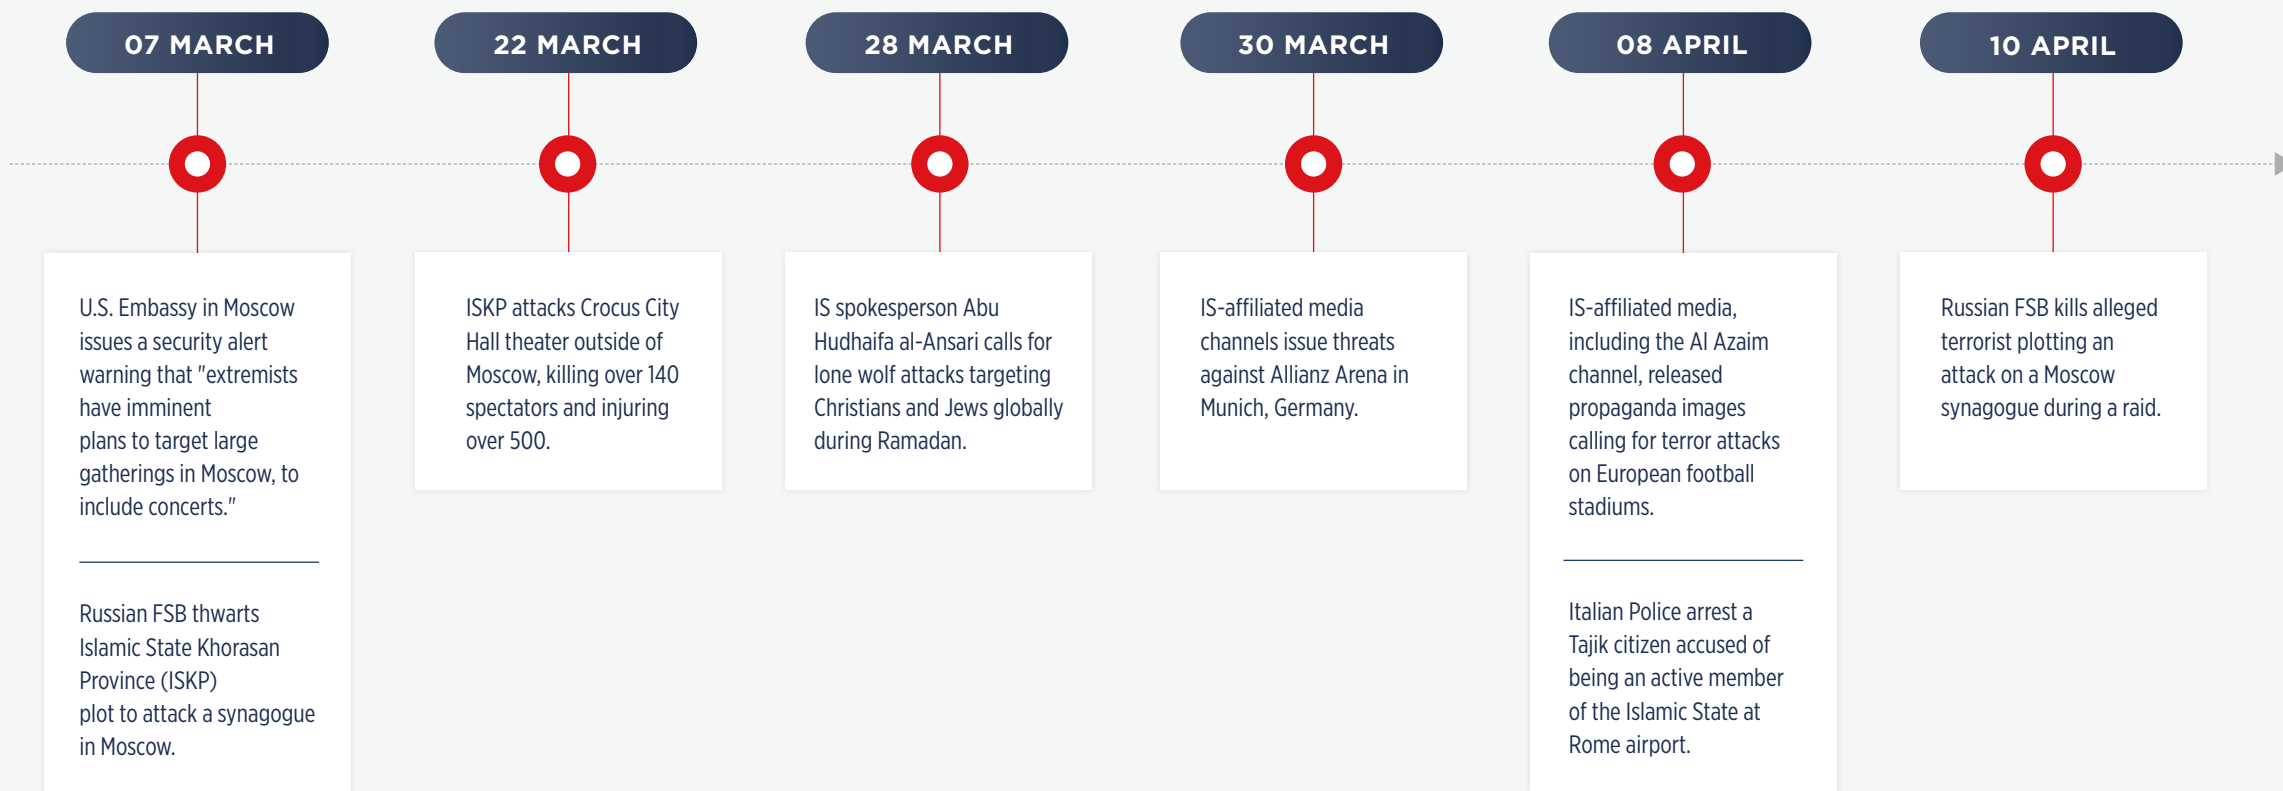 07 MARCH
22 MARCH
28 MARCH
30 MARCH
08 APRIL
10 APRIL
U.S. Embassy in Moscow
issues a security alert
warning that "extremists
have imminent
plans to target large
gatherings in Moscow, to
include concerts."
Russian FSB thwarts
Islamic State Khorasan
Province (ISKP)
plot to attack a synagogue
in Moscow.
ISKP attacks Crocus City
Hall theater outside of
Moscow, killing over 140
spectators and injuring
over 500.
IS spokesperson Abu
Hudhaifa al-Ansari calls for
lone wolf attacks targeting
Christians and Jews globally
during Ramadan.
IS-affiliated media
channels issue threats
against Allianz Arena in
Munich, Germany.
IS-affiliated media,
including the Al Azaim
channel, released
propaganda images
calling for terror attacks
on European football
stadiums.
Italian Police arrest a
Tajik citizen accused of
being an active member
of the Islamic State at
Rome airport.
Russian FSB kills alleged
terrorist plotting an
attack on a Moscow
synagogue during a raid.